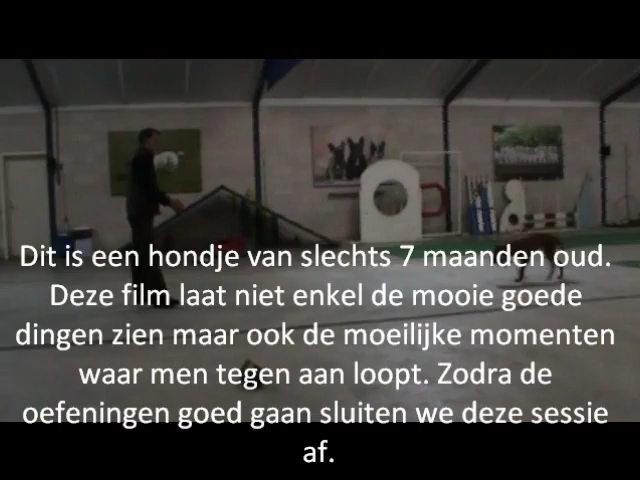 Dit is een hondje van slechts 7 maanden oud.
Deze film laat niet enkel de mooie goede
dingen zien maar ook de moeilijke momenten
waar men tegen aan loopt. Zodra de
oefeningen goed gaan sluiten we deze sessie
af.